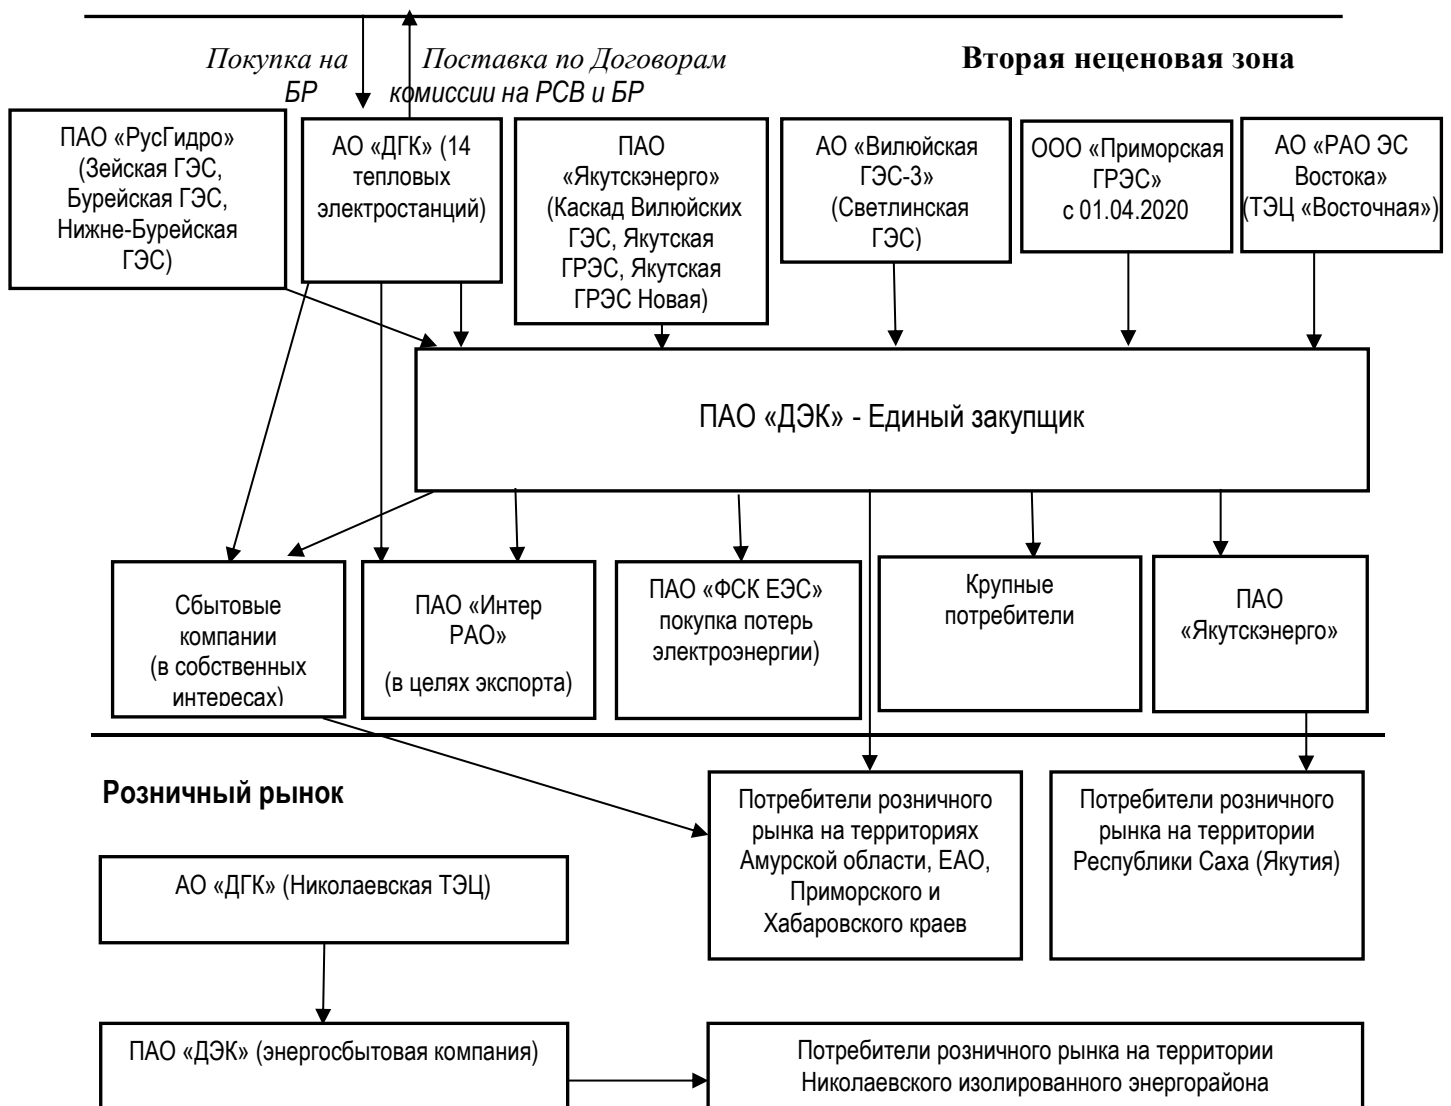 Покупка на
БР
Поставка по Договорам
комиссии на РСВ и БР
Вторая неценовая зона
ПАО «РусГидро»
(Зейская ГЭС,
Бурейская ГЭС,
Нижне-Бурейская
ГЭС)
АО «ДГК» (14
тепловых
электростанций)
ПАО
«Якутскэнерго»
(Каскад Вилюйских
ГЭС, Якутская
ГРЭС, Якутская
ГРЭС Новая)
АО «Вилюйская
ГЭС-3»
(Светлинская
ГЭС)
ООО «Приморская
ГРЭС»
с 01.04.2020
АО «РАО ЭС
Востока»
(ТЭЦ «Восточная»)
ПАО «ДЭК» - Единый закупщик
Сбытовые
компании
(в собственных
интересах)
ПАО «Интер
РАО»
(в целях экспорта)
ПАО «ФСК ЕЭС»
покупка потерь
электроэнергии)
Крупные
потребители
ПАО
«Якутскэнерго»
Розничный рынок
Потребители розничного
рынка на территориях
Амурской области, ЕАО,
Приморского и
Хабаровского краев
Потребители розничного
рынка на территории
Республики Саха (Якутия)
АО «ДГК» (Николаевская ТЭЦ)
ПАО «ДЭК» (энергосбытовая компания)
Потребители розничного рынка на территории
Николаевского изолированного энергорайона